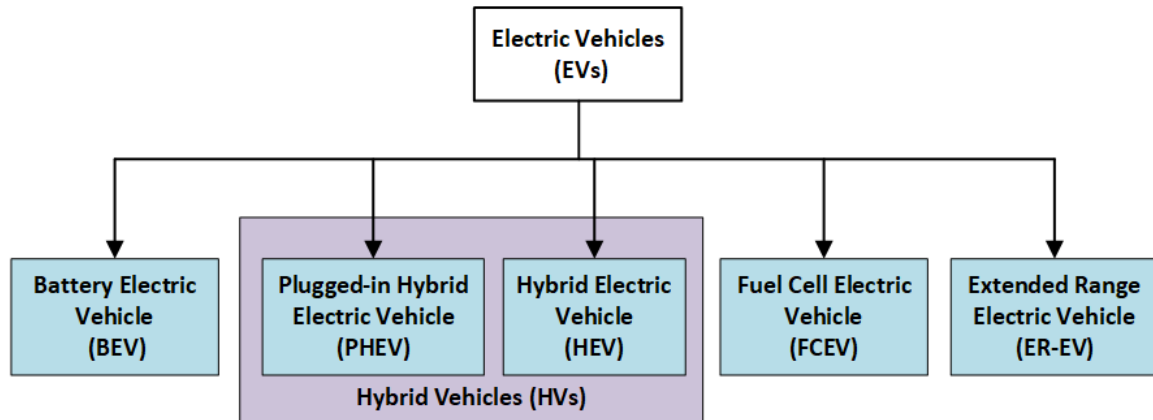 Electric Vehicles
(EVs)
Battery Electric
Vehicle
(BEV)
Plugged-in Hybrid
Electric Vehicle
(PHEV)
Hybrid Electric
Vehicle
(HEV)
Fuel Cell Electric
Vehicle
(FCEV)
Extended Range
Electric Vehicle
(ER-EV)
Hybrid Vehicles (HVs)